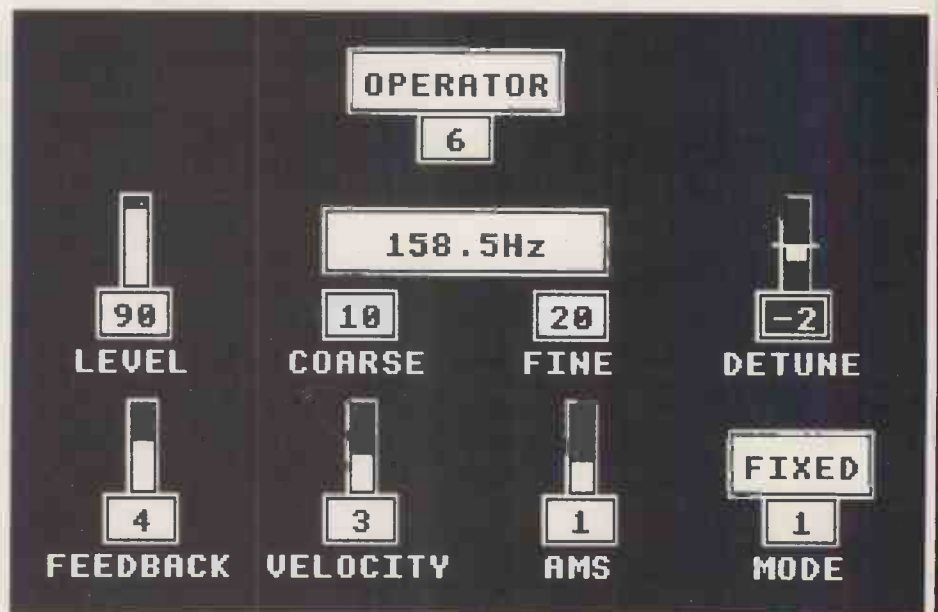 OPERATOR
6
158.5Hz
90
10
20
-2
LEVEL
COARSE
FINE
DETUNE
FIXED
4
3
1
1
FEEDBACK
VELOCITY
AMS
MODE